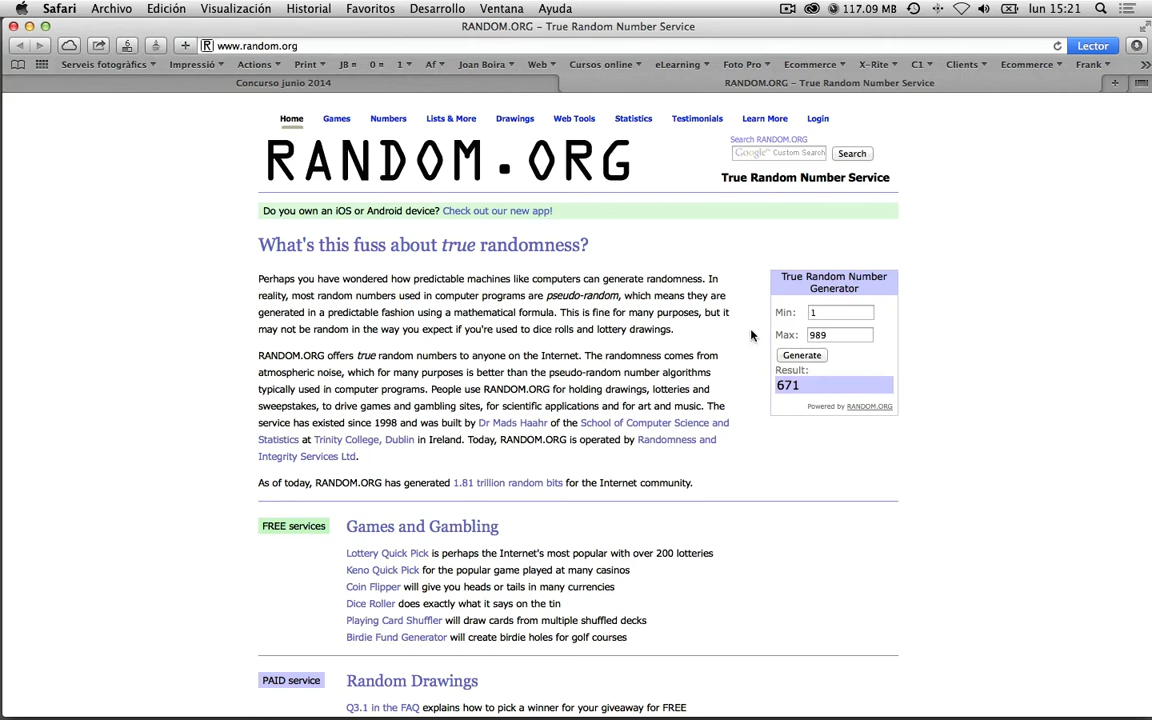 Safari Archivo Edición Visualización Historial Favoritos Desarrollo Ventana Ayuda 117.09 MB lun 15:21
RANDOM.ORG – True Random Number Service
www.random.org Lector
Serveis fotogràfics Impressió Actions Print JB = 0 = 1 Af Joan Boira Web Cursos online eLearning Foto Pro Ecommerce X-Rite C1 Clients Ecommerce Frank
Concurso junio 2014 RANDOM.ORG – True Random Number Service
Home Games Numbers Lists & More Drawings Web Tools Statistics Testimonials Learn More Login
RANDOM.ORG
Search RANDOM.ORG
Google™ Custom Search Search
True Random Number Service
Do you own an iOS or Android device? Check out our new app!
What's this fuss about true randomness?
Perhaps you have wondered how predictable machines like computers can generate randomness. In
reality, most random numbers used in computer programs are pseudo-random, which means they are
generated in a predictable fashion using a mathematical formula. This is fine for many purposes, but it
may not be random in the way you expect if you're used to dice rolls and lottery drawings.
RANDOM.ORG offers true random numbers to anyone on the Internet. The randomness comes from
atmospheric noise, which for many purposes is better than the pseudo-random number algorithms
typically used in computer programs. People use RANDOM.ORG for holding drawings, lotteries and
sweepstakes, to drive games and gambling sites, for scientific applications and for art and music. The
service has existed since 1998 and was built by Dr Mads Haahr of the School of Computer Science and
Statistics at Trinity College, Dublin in Ireland. Today, RANDOM.ORG is operated by Randomness and
Integrity Services Ltd.
As of today, RANDOM.ORG has generated 1.81 trillion random bits for the Internet community.
True Random Number
Generator
Min: 1
Max: 989
Generate
Result:
671
Powered by RANDOM.ORG
FREE services
Games and Gambling
Lottery Quick Pick is perhaps the Internet's most popular with over 200 lotteries
Keno Quick Pick for the popular game played at many casinos
Coin Flipper will give you heads or tails in many currencies
Dice Roller does exactly what it says on the tin
Playing Card Shuffler will draw cards from multiple shuffled decks
Birdie Fund Generator will create birdie holes for golf courses
PAID service
Random Drawings
Q3.1 in the FAQ explains how to pick a winner for your giveaway for FREE